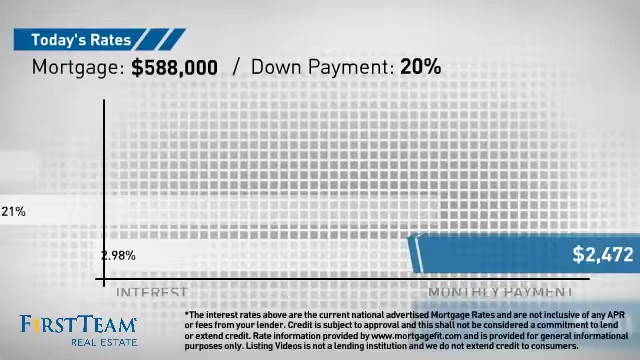 Today's Rates
Mortgage: $588,000 / Down Payment: 20%
.21%
2.98%
$2,472
INTEREST MONTHLY PAYMENT
FIRSTTEAM®
REAL ESTATE
*The interest rates above are the current national advertised Mortgage Rates and are not inclusive of any APR
or fees from your lender. Credit is subject to approval and this shall not be considered a commitment to lend
or extend credit. Rate information provided by www.mortgagefit.com and is provided for general informational
purposes only. Listing Videos is not a lending institution and we do not extend credit to consumers.